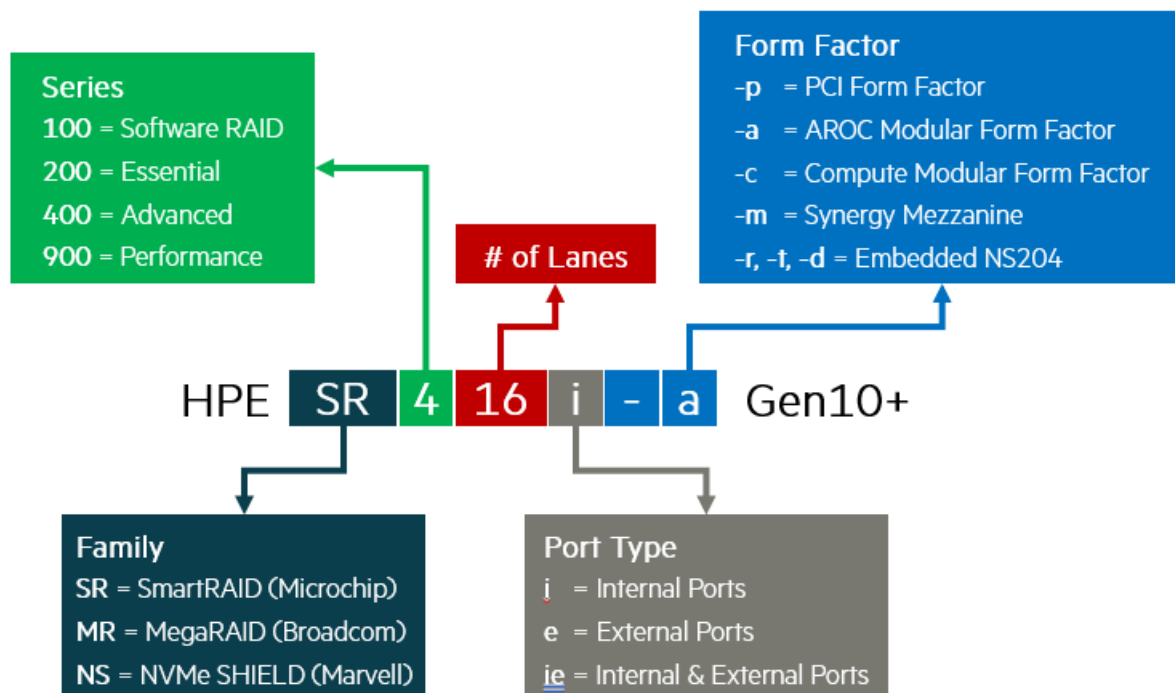 Series
100 = Software RAID
200 = Essential
400 = Advanced
900 = Performance
# of Lanes
Form Factor
-p = PCI Form Factor
-a = AROC Modular Form Factor
-c = Compute Modular Form Factor
-m = Synergy Mezzanine
-r, -t, -d = Embedded NS204
HPE SR 4 16 i - a Gen10+
Family
SR = SmartRAID (Microchip)
MR = MegaRAID (Broadcom)
NS = NVMe SHIELD (Marvell)
Port Type
i = Internal Ports
e = External Ports
ie = Internal & External Ports